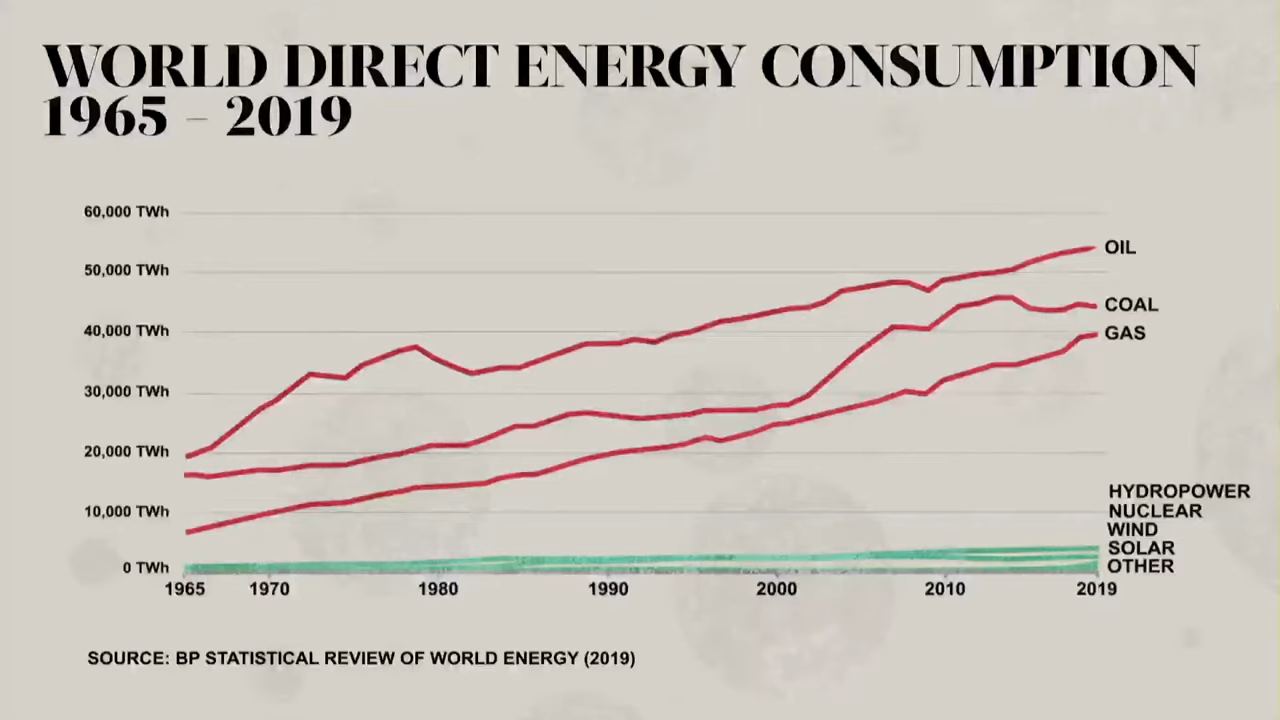 WORLD DIRECT ENERGY CONSUMPTION
1965 – 2019
60,000 TWh
50,000 TWh
40,000 TWh
30,000 TWh
20,000 TWh
10,000 TWh
0 TWh
OIL
COAL
GAS
HYDROPOWER
NUCLEAR
WIND
SOLAR
OTHER
1965 1970 1980 1990 2000 2010 2019
SOURCE: BP STATISTICAL REVIEW OF WORLD ENERGY (2019)